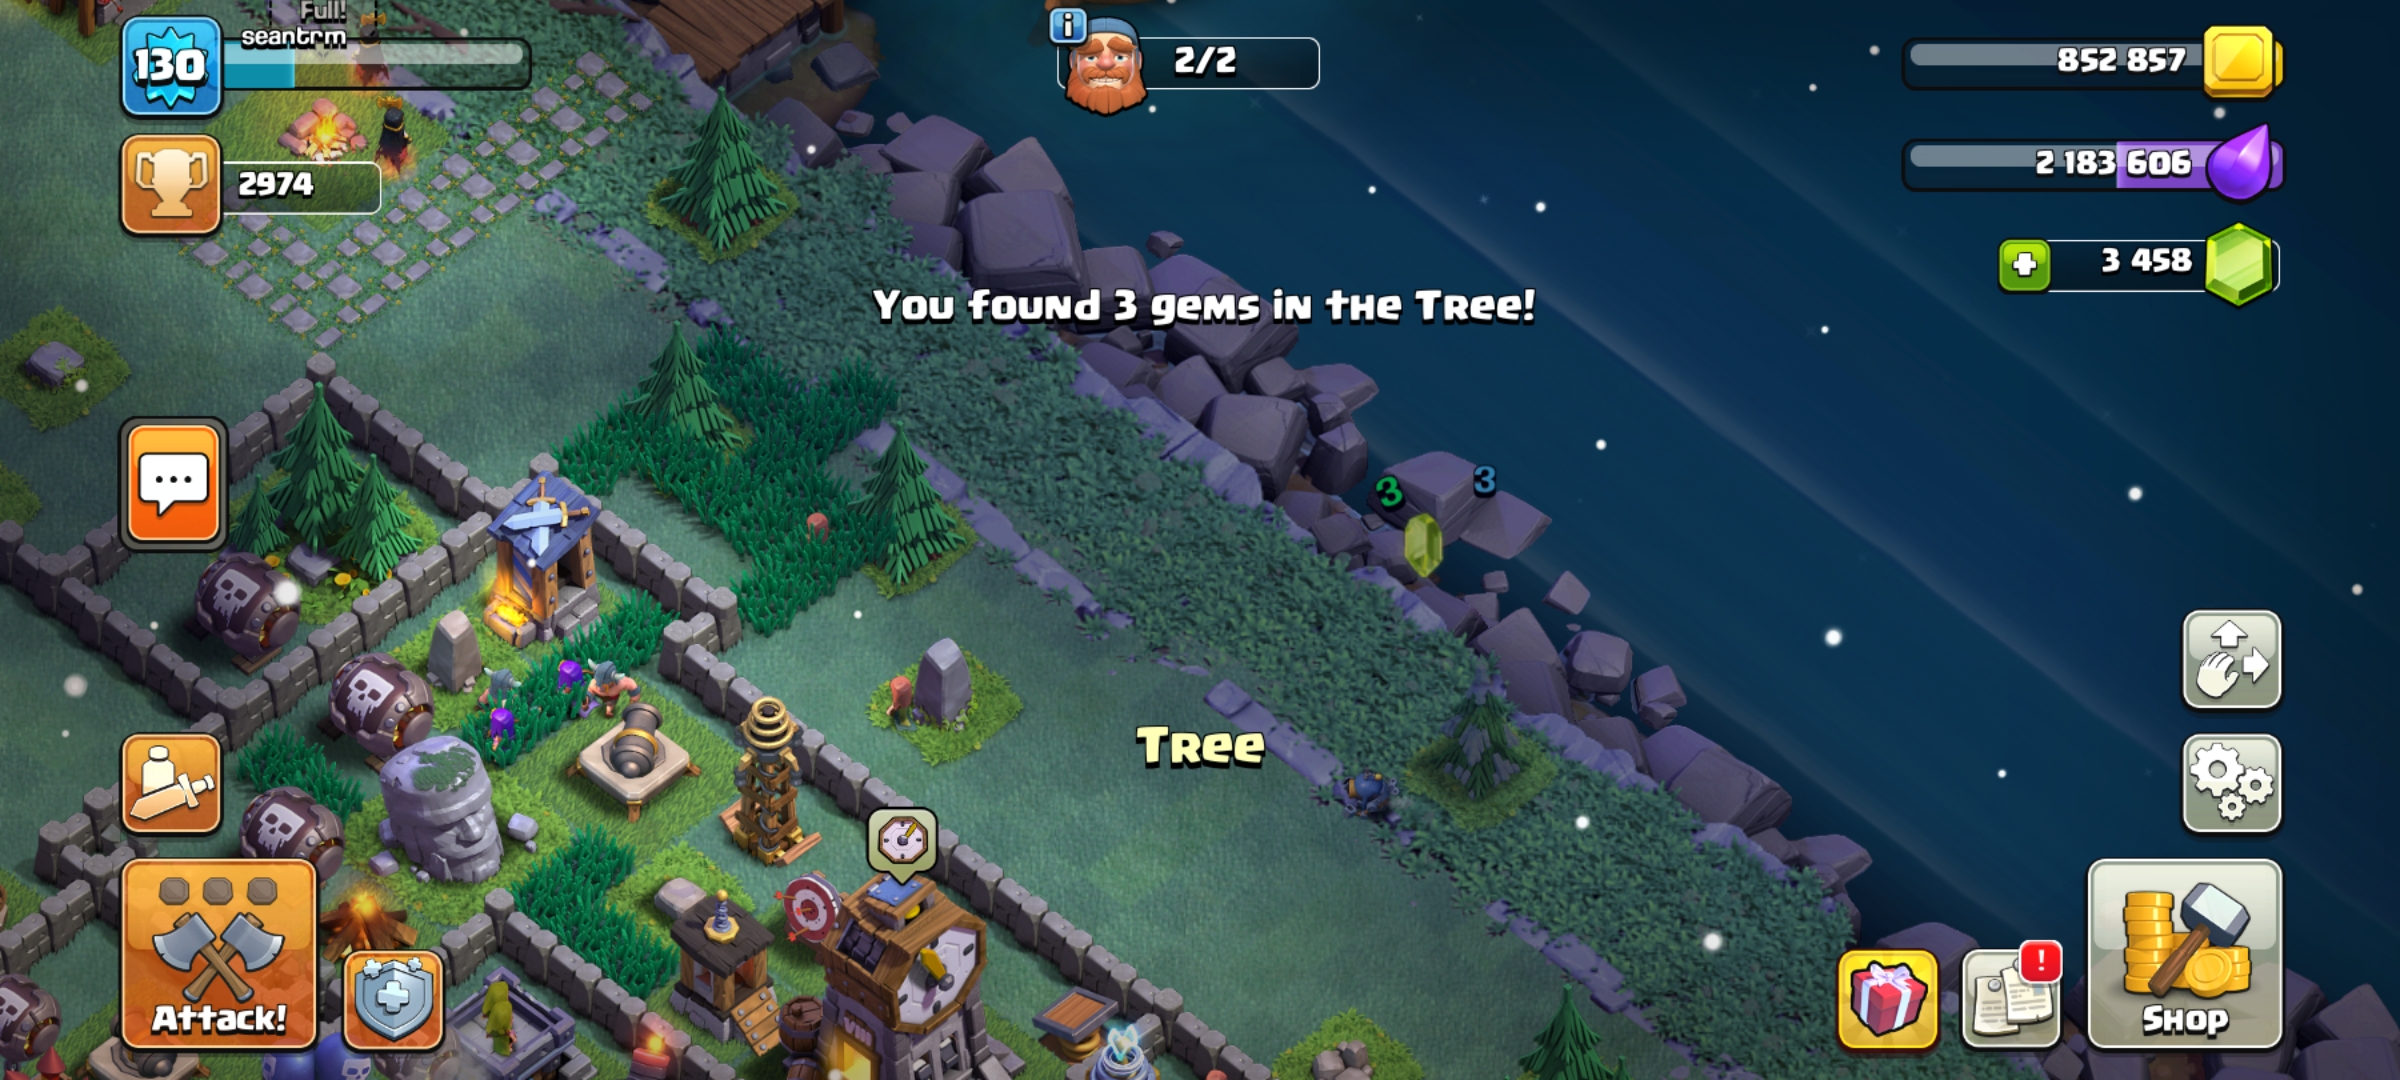 Full!
seantrm
130
2974
2/2
852 857
2 183 606
3 458
You found 3 gems in the Tree!
3
3
Tree
Attack!
!
Shop